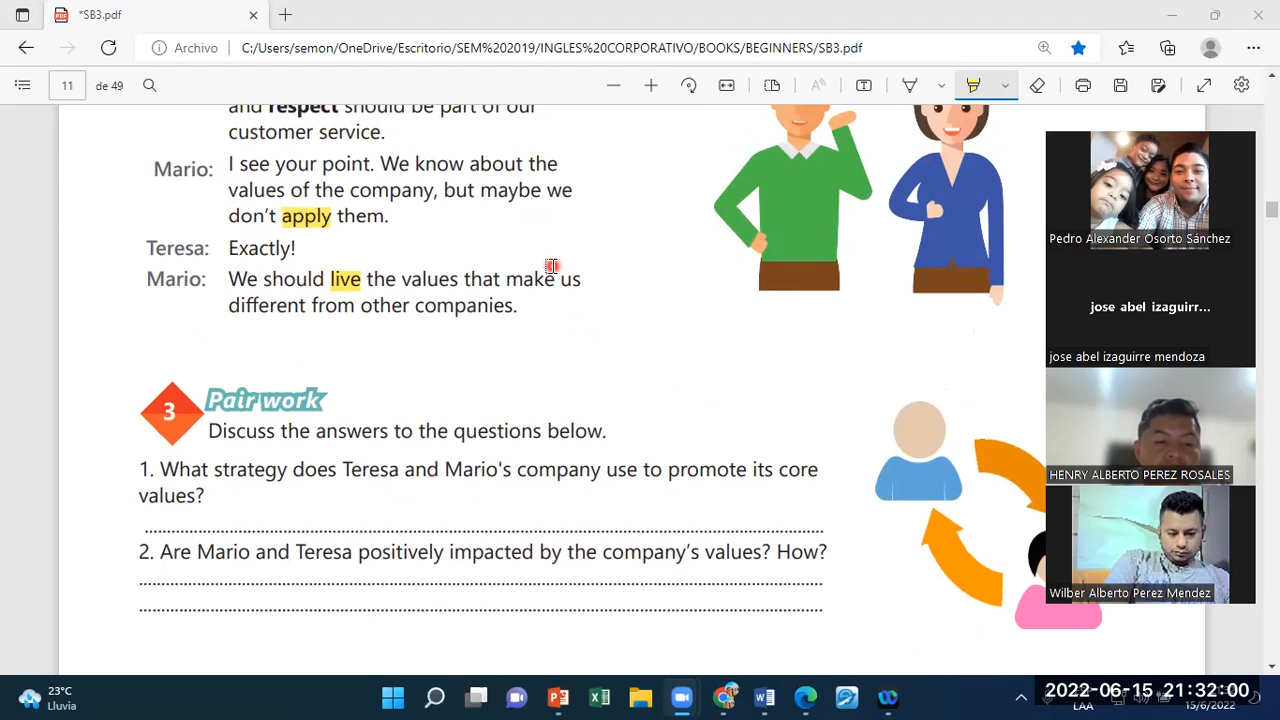 *SB3.pdf
Archivo
C:/Users/semon/OneDrive/Escritorio/SEM%202019/INGLES%20CORPORATIVO/BOOKS/BEGINNERS/SB3.pdf
11
de 49
and respect should be part of our
customer service.
Mario: I see your point. We know about the
values of the company, but maybe we
don't apply them.
Teresa: Exactly!
Mario: We should live the values that make us
different from other companies.
3
Pair work
Discuss the answers to the questions below.
1. What strategy does Teresa and Mario's company use to promote its core
values?
2. Are Mario and Teresa positively impacted by the company's values? How?
Pedro Alexander Osorto Sánchez
jose abel izaguirr...
jose abel izaguirre mendoza
HENRY ALBERTO PEREZ ROSALES
Wilber Alberto Perez Mendez
23°C
Lluvia
2022-06-15 21:32:00
LAA
15/6/2022